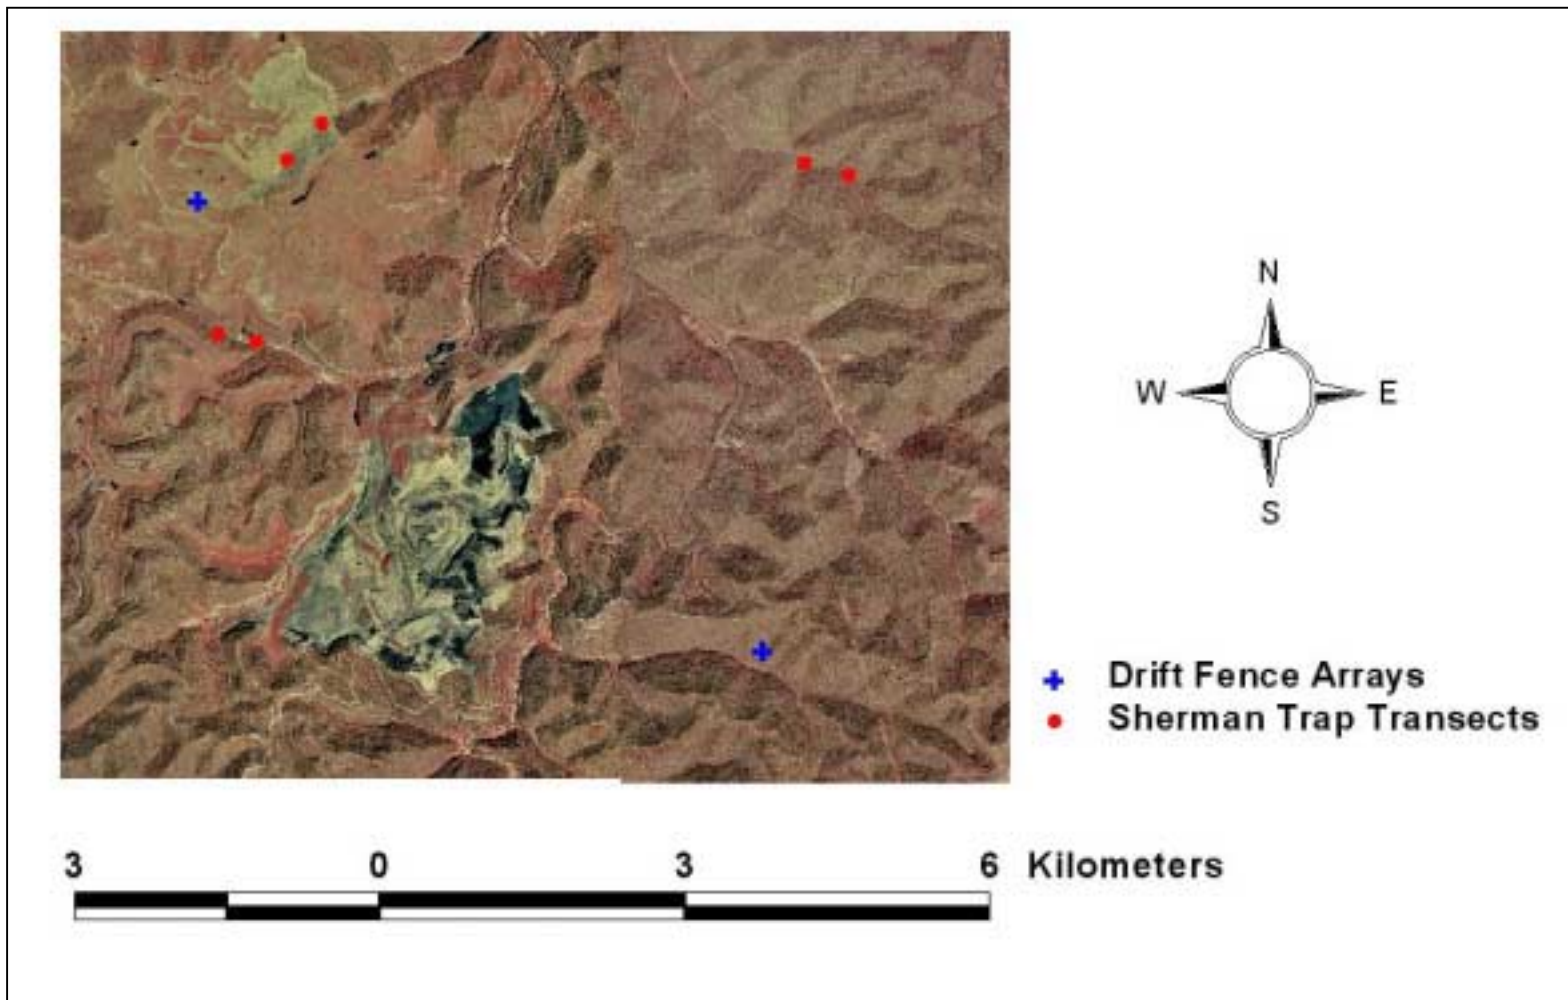 N
W E
S
Drift Fence Arrays
Sherman Trap Transects
3 0 3 6 Kilometers